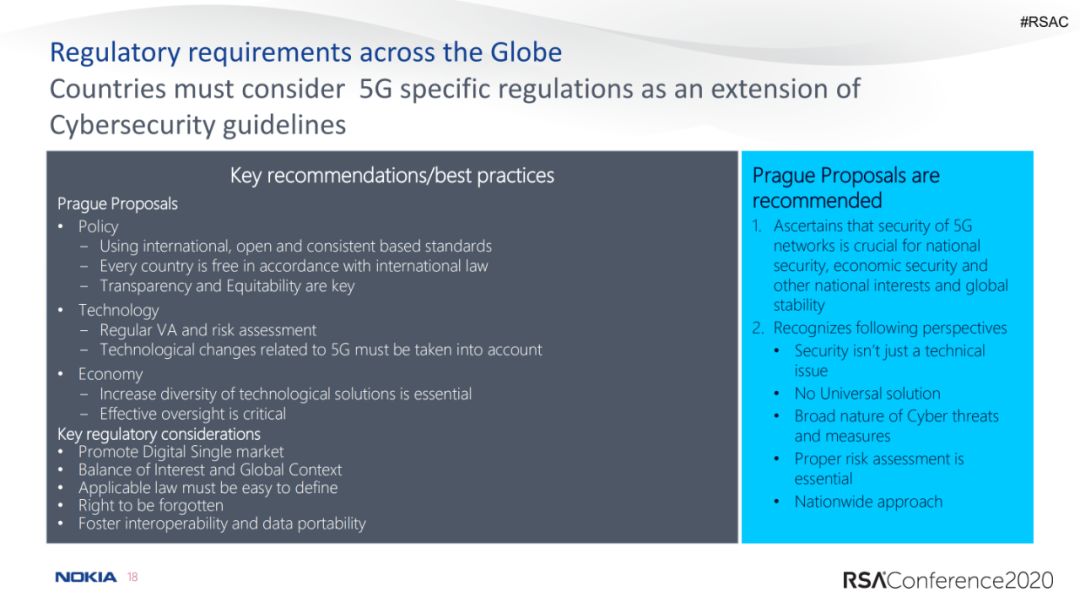 #RSAC
Regulatory requirements across the Globe
Countries must consider 5G specific regulations as an extension of
Cybersecurity guidelines
Key recommendations/best practices
Prague Proposals
• Policy
– Using international, open and consistent based standards
– Every country is free in accordance with international law
– Transparency and Equitability are key
• Technology
– Regular VA and risk assessment
– Technological changes related to 5G must be taken into account
• Economy
– Increase diversity of technological solutions is essential
– Effective oversight is critical
Key regulatory considerations
• Promote Digital Single market
• Balance of Interest and Global Context
• Applicable law must be easy to define
• Right to be forgotten
• Foster interoperability and data portability
Prague Proposals are
recommended
1. Ascertains that security of 5G
networks is crucial for national
security, economic security and
other national interests and global
stability
2. Recognizes following perspectives
• Security isn’t just a technical
issue
• No Universal solution
• Broad nature of Cyber threats
and measures
• Proper risk assessment is
essential
• Nationwide approach
NOKIA 18
RSAConference2020